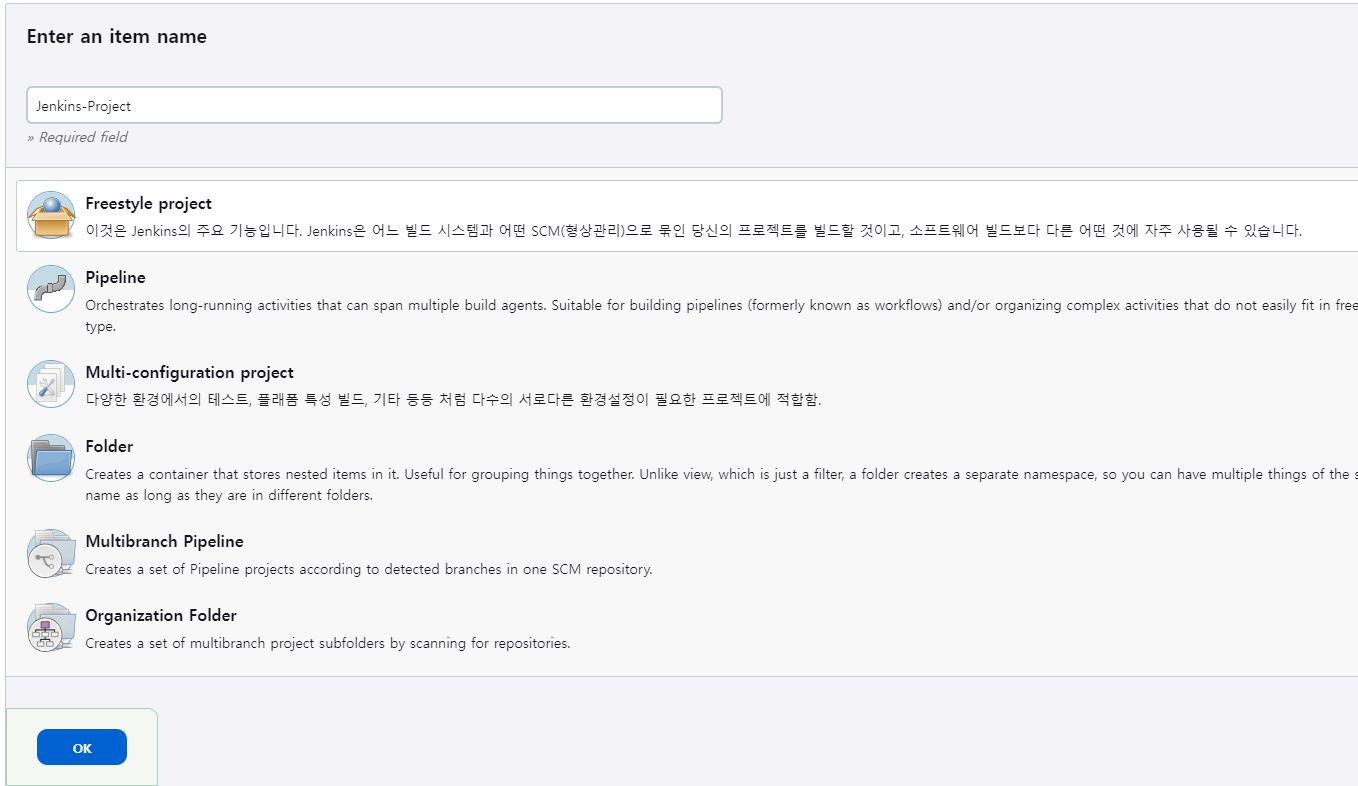 Enter an item name
Jenkins-Project
» Required field
Freestyle project
이것은 Jenkins의 주요 기능입니다. Jenkins은 어느 빌드 시스템과 어떤 SCM(형상관리)으로 묶인 당신의 프로젝트를 빌드할 것이고, 소프트웨어 빌드보다 다른 어떤 것에 자주 사용될 수 있습니다.
Pipeline
Orchestrates long-running activities that can span multiple build agents. Suitable for building pipelines (formerly known as workflows) and/or organizing complex activities that do not easily fit in free
type.
Multi-configuration project
다양한 환경에서의 테스트, 플래폼 특성 빌드, 기타 등등 처럼 다수의 서로다른 환경설정이 필요한 프로젝트에 적합함.
Folder
Creates a container that stores nested items in it. Useful for grouping things together. Unlike view, which is just a filter, a folder creates a separate namespace, so you can have multiple things of the s
name as long as they are in different folders.
Multibranch Pipeline
Creates a set of Pipeline projects according to detected branches in one SCM repository.
Organization Folder
Creates a set of multibranch project subfolders by scanning for repositories.
OK